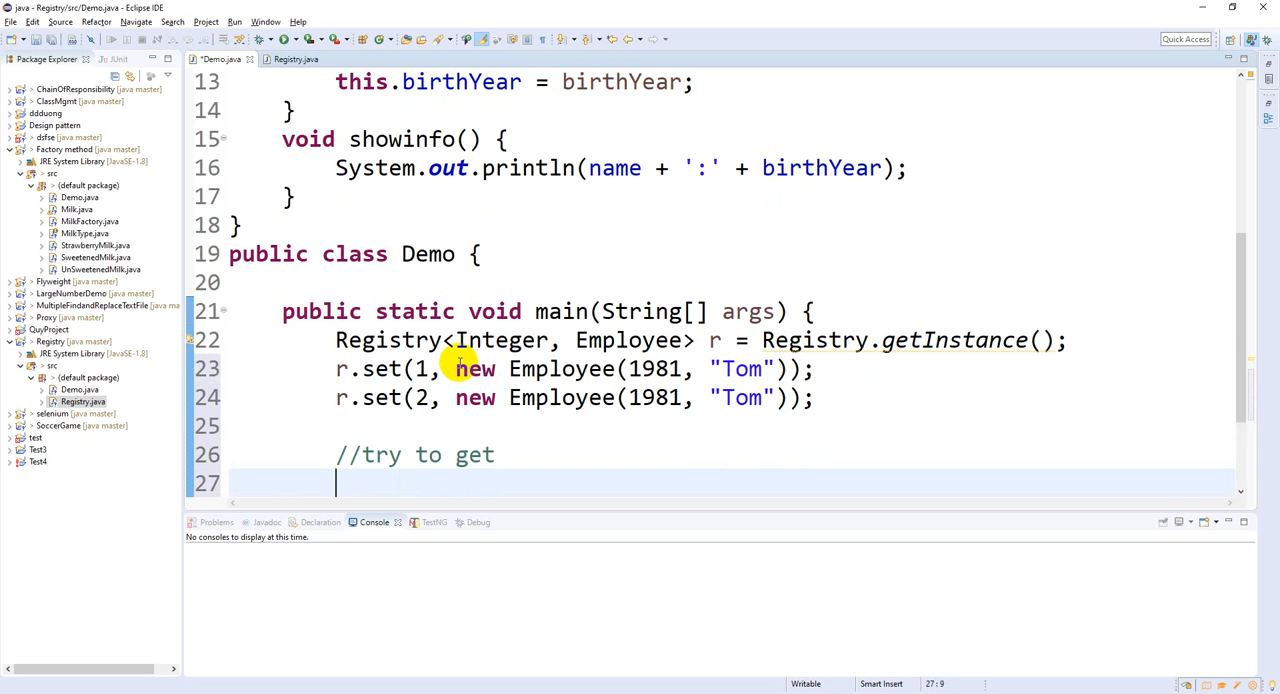 java - Registry/src/Demo.java - Eclipse IDE
File Edit Source Refactor Navigate Search Project Run Window Help
Quick Access
Package Explorer JUnit
*Demo.java Registry.java
> ChainOfResponsibility [java master]
> ClassMgmt [java master]
ddduong
Design pattern
> dsfse [java master]
> Factory method [java master]
JRE System Library [JavaSE-1.8]
> src
> (default package)
> Demo.java
> Milk.java
> MilkFactory.java
> MilkType.java
> StrawberryMilk.java
> SweetenedMilk.java
> UnSweetenedMilk.java
> Flyweight [java master]
> LargeNumberDemo [java master]
> MultipleFindandReplaceTextFile [java ma
> Proxy [java master]
QuyProject
> Registry [java master]
JRE System Library [JavaSE-1.8]
> src
> (default package)
> Demo.java
> Registry.java
> selenium [java master]
> SoccerGame [java master]
test
Test3
Test4
13 this.birthYear = birthYear;
14 }
15 void showinfo() {
16 System.out.println(name + ':' + birthYear);
17 }
18 }
19 public class Demo {
20
21 public static void main(String[] args) {
22 Registry<Integer, Employee> r = Registry.getInstance();
23 r.set(1, new Employee(1981, "Tom"));
24 r.set(2, new Employee(1981, "Tom"));
25
26 //try to get
27
Problems Javadoc Declaration Console TestNG Debug
No consoles to display at this time.
Writable Smart Insert 27 : 9